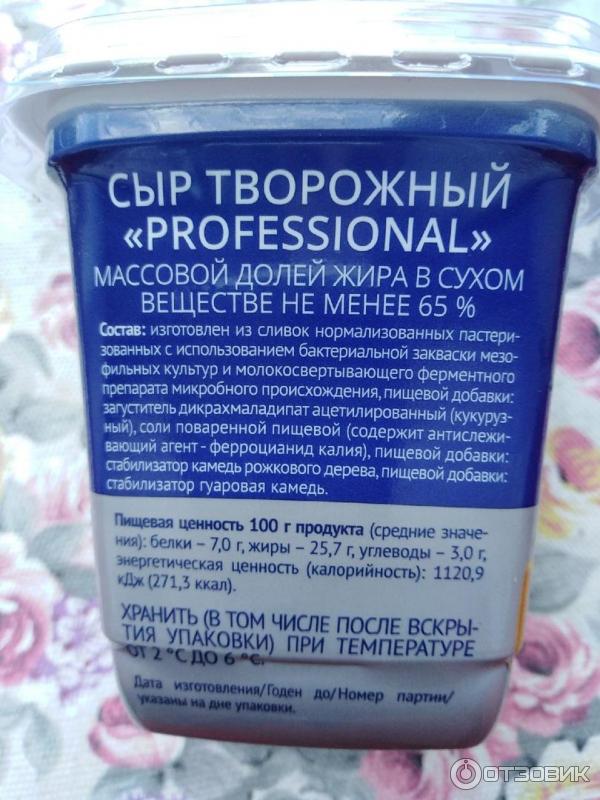 СЫР ТВОРОЖНЫЙ
«PROFESSIONAL»
МАССОВОЙ ДОЛЕЙ ЖИРА В СУХОМ
ВЕЩЕСТВЕ НЕ МЕНЕЕ 65 %
Состав: изготовлен из сливок нормализованных пастери-
зованных с использованием бактериальной закваски мезо-
фильных культур и молокосвертывающего ферментного
препарата микробного происхождения, пищевой добавки:
загуститель дикрахмаладипат ацетилированный (кукуруз-
ный), соли поваренной пищевой (содержит антислежи-
вающий агент - ферроцианид калия), пищевой добавки:
стабилизатор камедь рожкового дерева, пищевой добавки:
стабилизатор гуаровая камедь.
Пищевая ценность 100 г продукта (средние значе-
ния): белки – 7,0 г, жиры – 25,7 г, углеводы – 3,0 г,
энергетическая ценность (калорийность): 1120,9
кДж (271,3 ккал).
ХРАНИТЬ (В ТОМ ЧИСЛЕ ПОСЛЕ ВСКРЫ-
ТИЯ УПАКОВКИ) ПРИ ТЕМПЕРАТУРЕ
ОТ 2 °С ДО 6 °С.
Дата изготовления/Годен до/Номер партии/
указаны на дне упаковки.
ОТЗОВИК